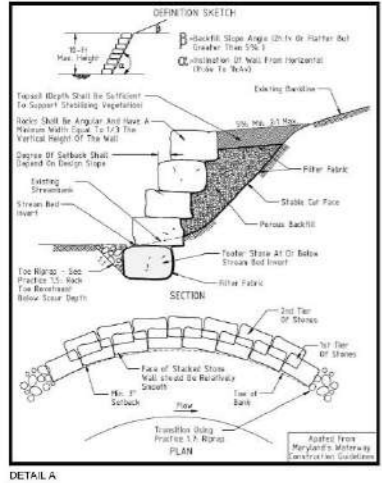 DEFINITION SKETCH
10-Ft
Max. Height
β =Backfill Slope Angle (2h:1v Or Flatter But
Greater Than 5%)
α =Inclination Of Wall From Horizontal
α
Topsoil (Depth Shall Be Sufficient
To Support Stabilizing Vegetation)
Existing Bankline
5% Min. 2:1 Max.
Rocks Shall Be Angular And Have A
Minimum Width Equal To 1/3 The
Vertical Height Of The Wall
Degree Of Setback Shall
Depend On Design Slope
Existing
Streambank
Stream Bed
Invert
Filter Fabric
Stable Cut Face
Porous Backfill
Toe Riprap - See
Practice 1.5: Rock
Toe Revetment
Below Scour Depth
Footer Stone At Or Below
Stream Bed Invert
Filter Fabric
SECTION
2nd Tier
Of Stones
1st Tier
Of Stones
Face of Stacked Stone
Wall Should Be Relatively
Smooth
Min. 3"
Setback
Toe of
Bank
Flow
Transition Using
Practice 1.7: Riprap
PLAN
Apated From
Maryland's Waterway
Construction Guidelines
DETAIL A